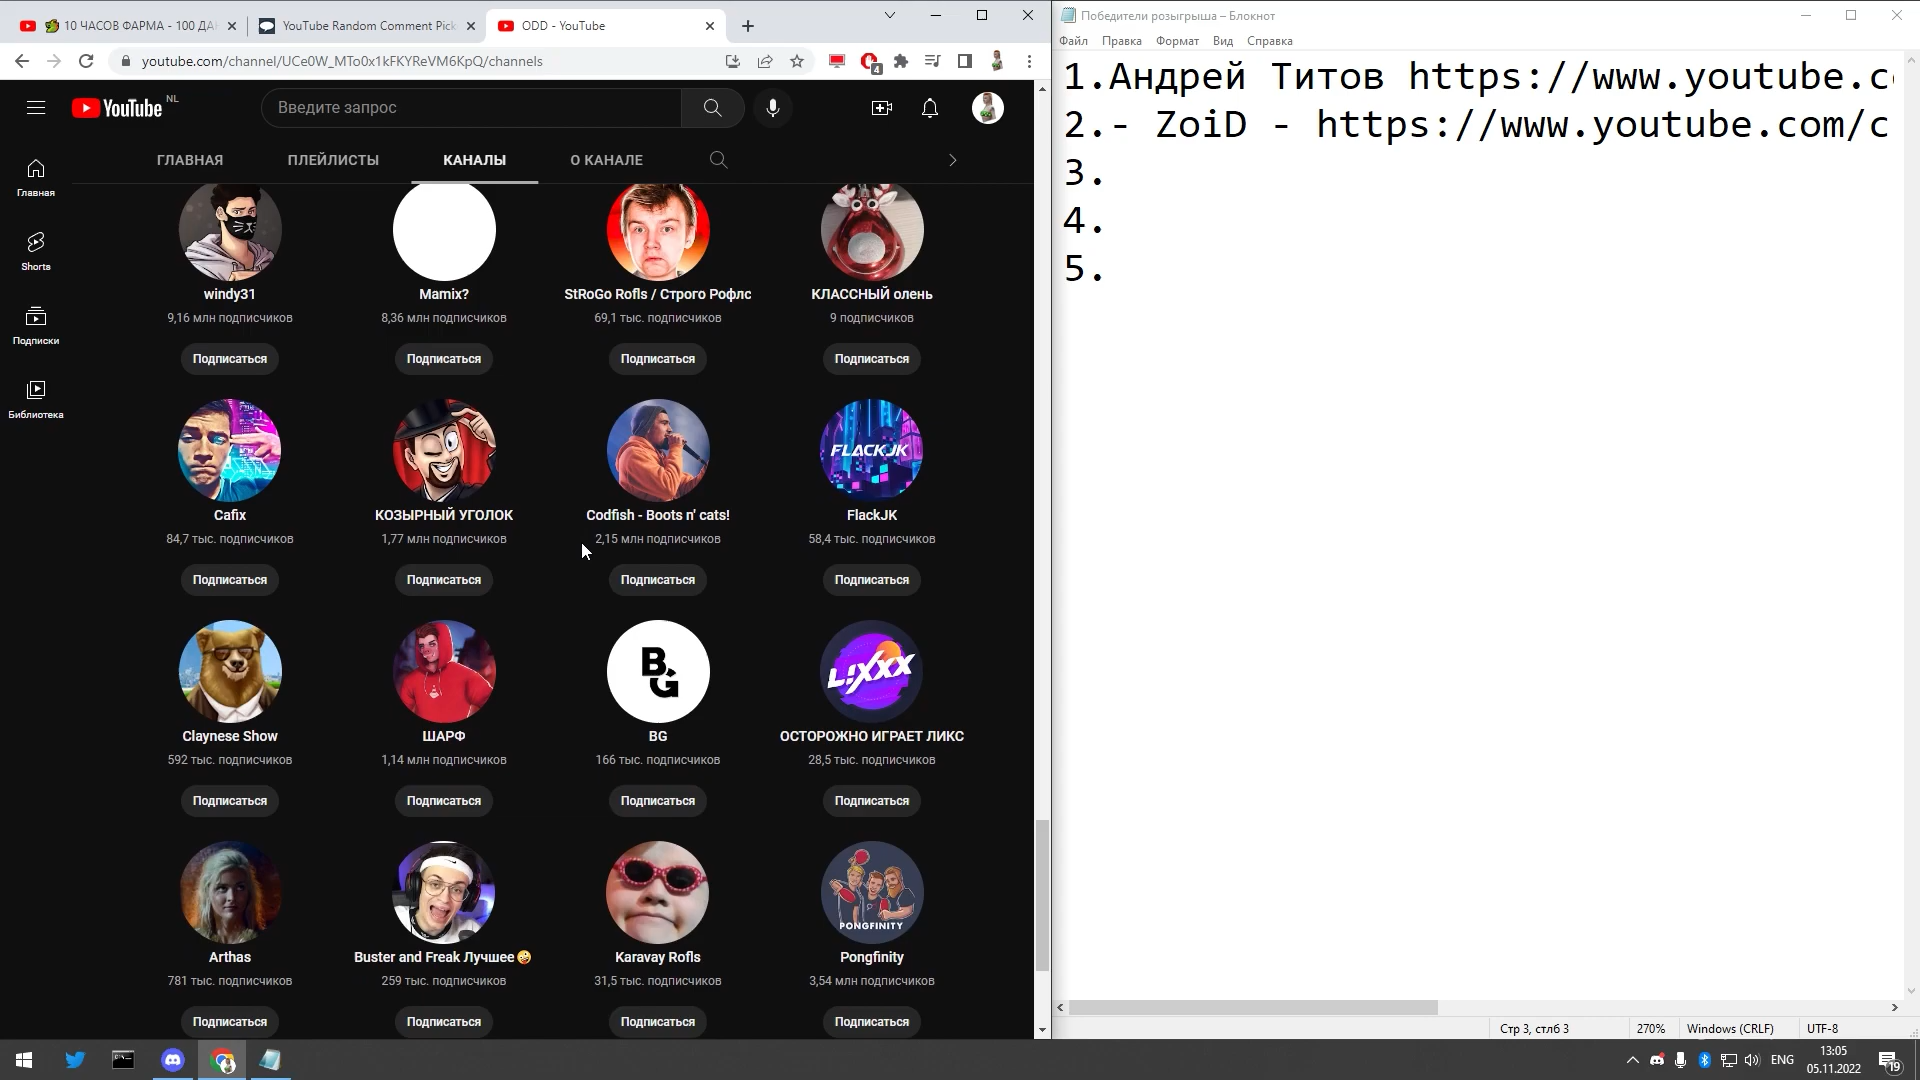 10 ЧАСОВ ФАРМА - 100 ДА
YouTube Random Comment Pick
ODD - YouTube
youtube.com/channel/UCe0W_MTo0x1kFKYReVM6KpQ/channels
4
YouTube NL
Введите запрос
ГЛАВНАЯ
ПЛЕЙЛИСТЫ
КАНАЛЫ
О КАНАЛЕ
Главная
Shorts
Подписки
Библиотека
windy31
Mamix?
StRoGo Rofls / Строго Рофлс
КЛАССНЫЙ олень
9,16 млн подписчиков
8,36 млн подписчиков
69,1 тыс. подписчиков
9 подписчиков
Подписаться
Подписаться
Подписаться
Подписаться
FLACKJK
Cafix
КОЗЫРНЫЙ УГОЛОК
Codfish - Boots n' cats!
FlackJK
84,7 тыс. подписчиков
1,77 млн подписчиков
2,15 млн подписчиков
58,4 тыс. подписчиков
Подписаться
Подписаться
Подписаться
Подписаться
B.G
L!XXX
Claynese Show
ШАРФ
BG
ОСТОРОЖНО ИГРАЕТ ЛИКС
592 тыс. подписчиков
1,14 млн подписчиков
166 тыс. подписчиков
28,5 тыс. подписчиков
Подписаться
Подписаться
Подписаться
Подписаться
PONGFINITY
Arthas
Buster and Freak Лучшее🤪
Karavay Rofls
Pongfinity
781 тыс. подписчиков
259 тыс. подписчиков
31,5 тыс. подписчиков
3,54 млн подписчиков
Подписаться
Подписаться
Подписаться
Подписаться
Победители розыгрыша – Блокнот
Файл Правка Формат Вид Справка
1.Андрей Титов https://www.youtube.c
2.- ZoiD - https://www.youtube.com/c
3.
4.
5.
Стр 3, стлб 3
270%
Windows (CRLF)
UTF-8
ENG
13:05
05.11.2022
19